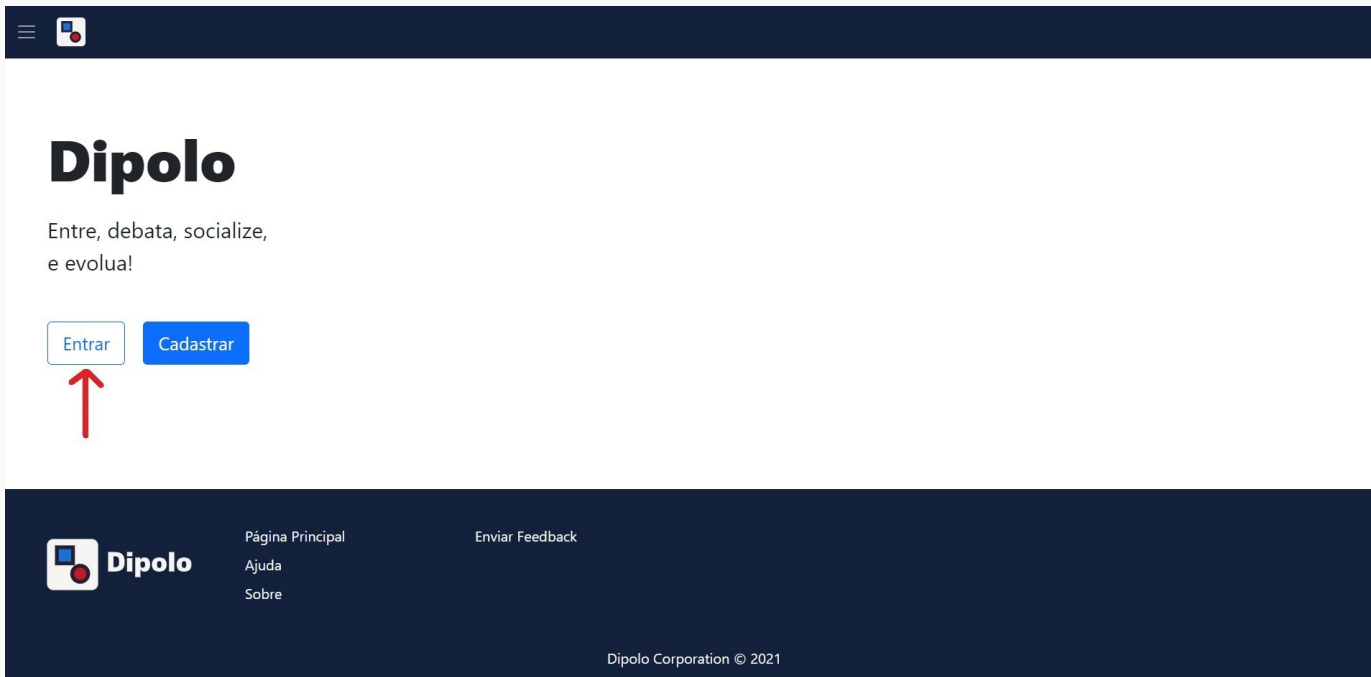 Dipolo
Entre, debata, socialize,
e evolua!
Entrar
Cadastrar
Dipolo
Página Principal
Ajuda
Sobre
Enviar Feedback
Dipolo Corporation © 2021